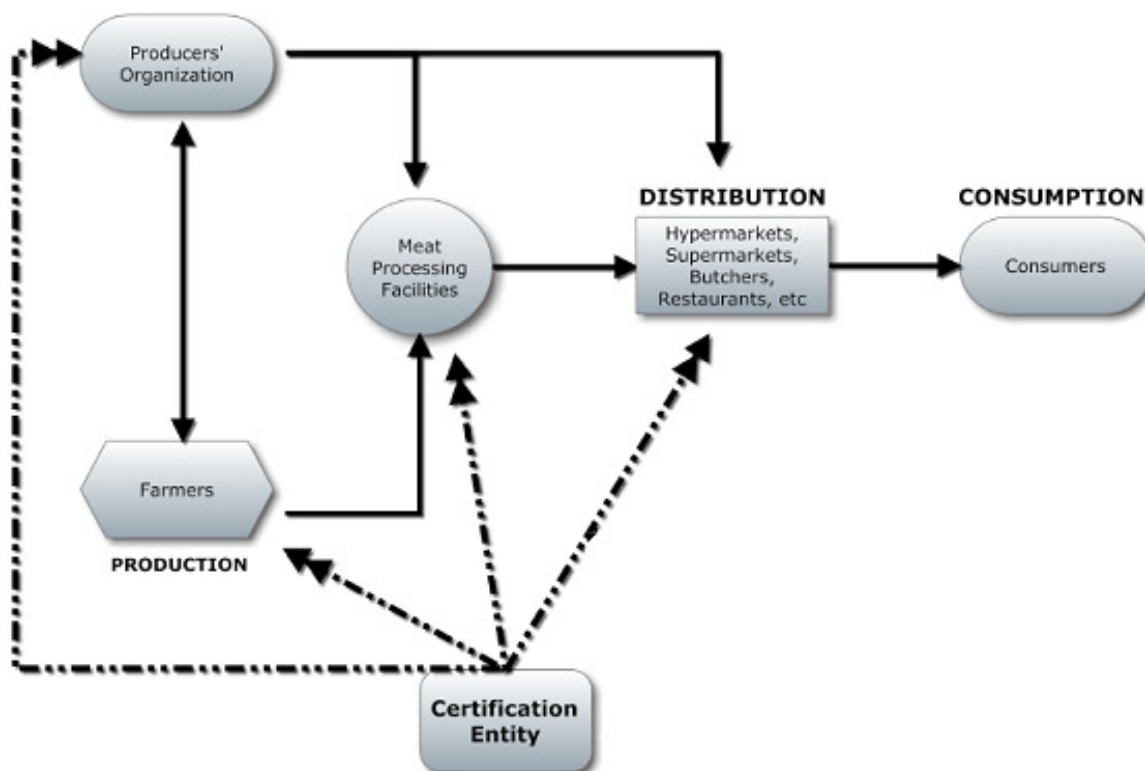 Producers'
Organization
DISTRIBUTION
CONSUMPTION
Meat
Processing
Facilities
Hypermarkets,
Supermarkets,
Butchers,
Restaurants, etc
Consumers
Farmers
PRODUCTION
Certification
Entity